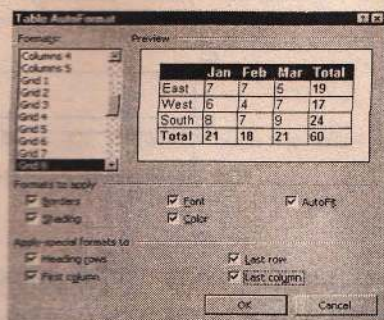 Table AutoFormat
Formats:
Preview
Columns 4
Columns 5
Grid 1
Grid 2
Grid 3
Grid 4
Grid 5
Grid 6
Grid 7
Grid 8
Jan Feb Mar Total
East 7 7 5 19
West 6 4 7 17
South 8 7 9 24
Total 21 18 21 60
Formats to apply
Borders Font AutoFit
Shading Color
Apply special formats to
Heading rows Last row
First column Last column
OK Cancel